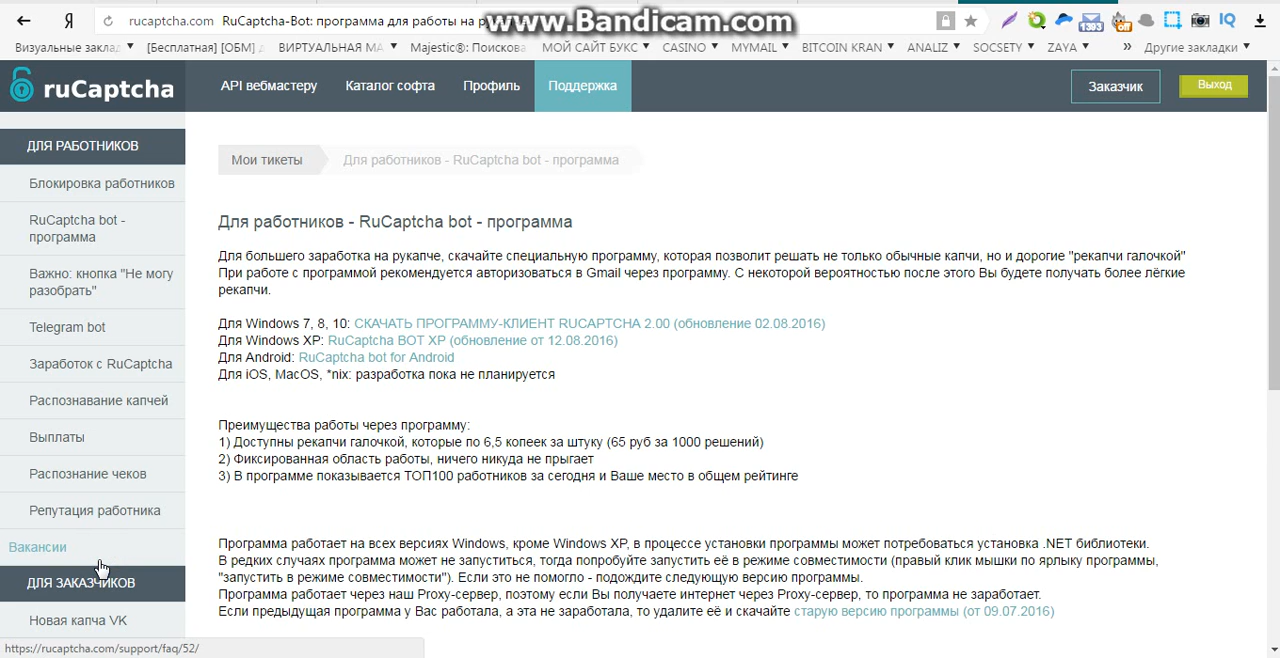 Я
rucaptcha.com RuCaptcha-Bot: программа для работы на
www.Bandicam.com
1393
Off
IQ
Визуальные заклад
[Бесплатная] [ОБМ]
ВИРТУАЛЬНАЯ МА
Majestic®: Поискова
МОЙ САЙТ БУКС
CASINO
MYMAIL
BITCOIN KRAN
ANALIZ
SOCSETY
ZAYA
»
Другие закладки
ruCaptcha
API вебмастеру
Каталог софта
Профиль
Поддержка
Заказчик
Выход
ДЛЯ РАБОТНИКОВ
Блокировка работников
RuCaptcha bot -
программа
Важно: кнопка "Не могу
разобрать"
Telegram bot
Заработок с RuCaptcha
Распознавание капчей
Выплаты
Распознание чеков
Репутация работника
Вакансии
ДЛЯ ЗАКАЗЧИКОВ
Новая капча VK
https://rucaptcha.com/support/faq/52/
Мои тикеты
Для работников - RuCaptcha bot - программа
Для работников - RuCaptcha bot - программа
Для большего заработка на рукапче, скачайте специальную программу, которая позволит решать не только обычные капчи, но и дорогие "рекапчи галочкой"
При работе с программой рекомендуется авторизоваться в Gmail через программу. С некоторой вероятностью после этого Вы будете получать более лёгкие
рекапчи.
Для Windows 7, 8, 10: СКАЧАТЬ ПРОГРАММУ-КЛИЕНТ RUCAPTCHA 2.00 (обновление 02.08.2016)
Для Windows XP: RuCaptcha BOT XP (обновление от 12.08.2016)
Для Android: RuCaptcha bot for Android
Для iOS, MacOS, *nix: разработка пока не планируется
Преимущества работы через программу:
1) Доступны рекапчи галочкой, которые по 6,5 копеек за штуку (65 руб за 1000 решений)
2) Фиксированная область работы, ничего никуда не прыгает
3) В программе показывается ТОП100 работников за сегодня и Ваше место в общем рейтинге
Программа работает на всех версиях Windows, кроме Windows XP, в процессе установки программы может потребоваться установка .NET библиотеки.
В редких случаях программа может не запуститься, тогда попробуйте запустить её в режиме совместимости (правый клик мышки по ярлыку программы,
"запустить в режиме совместимости"). Если это не помогло - подождите следующую версию программы.
Программа работает через наш Proxy-сервер, поэтому если Вы получаете интернет через Proxy-сервер, то программа не заработает.
Если предыдущая программа у Вас работала, а эта не заработала, то удалите её и скачайте старую версию программы (от 09.07.2016)